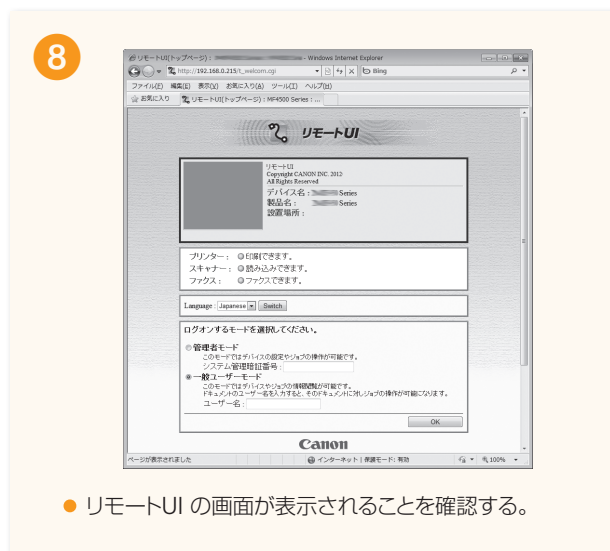 8
リモートUI(トップページ) : - Windows Internet Explorer
http://192.168.0.215/t_welcom.cgi
Bing
ファイル(F) 編集(E) 表示(V) お気に入り(A) ツール(T) ヘルプ(H)
お気に入り リモートUI(トップページ) : MF4500 Series : ...
リモートUI
リモートUI
Copyright CANON INC. 2012
All Rights Reserved
デバイス名 : Series
製品名 : Series
設置場所 :
プリンター : 印刷できます。
スキャナー : 読み込みできます。
ファクス : ファクスできます。
Language : Japanese Switch
ログオンするモードを選択してください。
管理者モード
このモードではデバイスの設定やジョブの操作が可能です。
システム管理暗証番号 :
一般ユーザーモード
このモードではデバイスやジョブの情報閲覧が可能です。
ドキュメントのユーザー名を入力すると、そのドキュメントに対しジョブの操作が可能になります。
ユーザー名 :
OK
Canon
ページが表示されました インターネット | 保護モード: 有効 100%
● リモートUI の画面が表示されることを確認する。